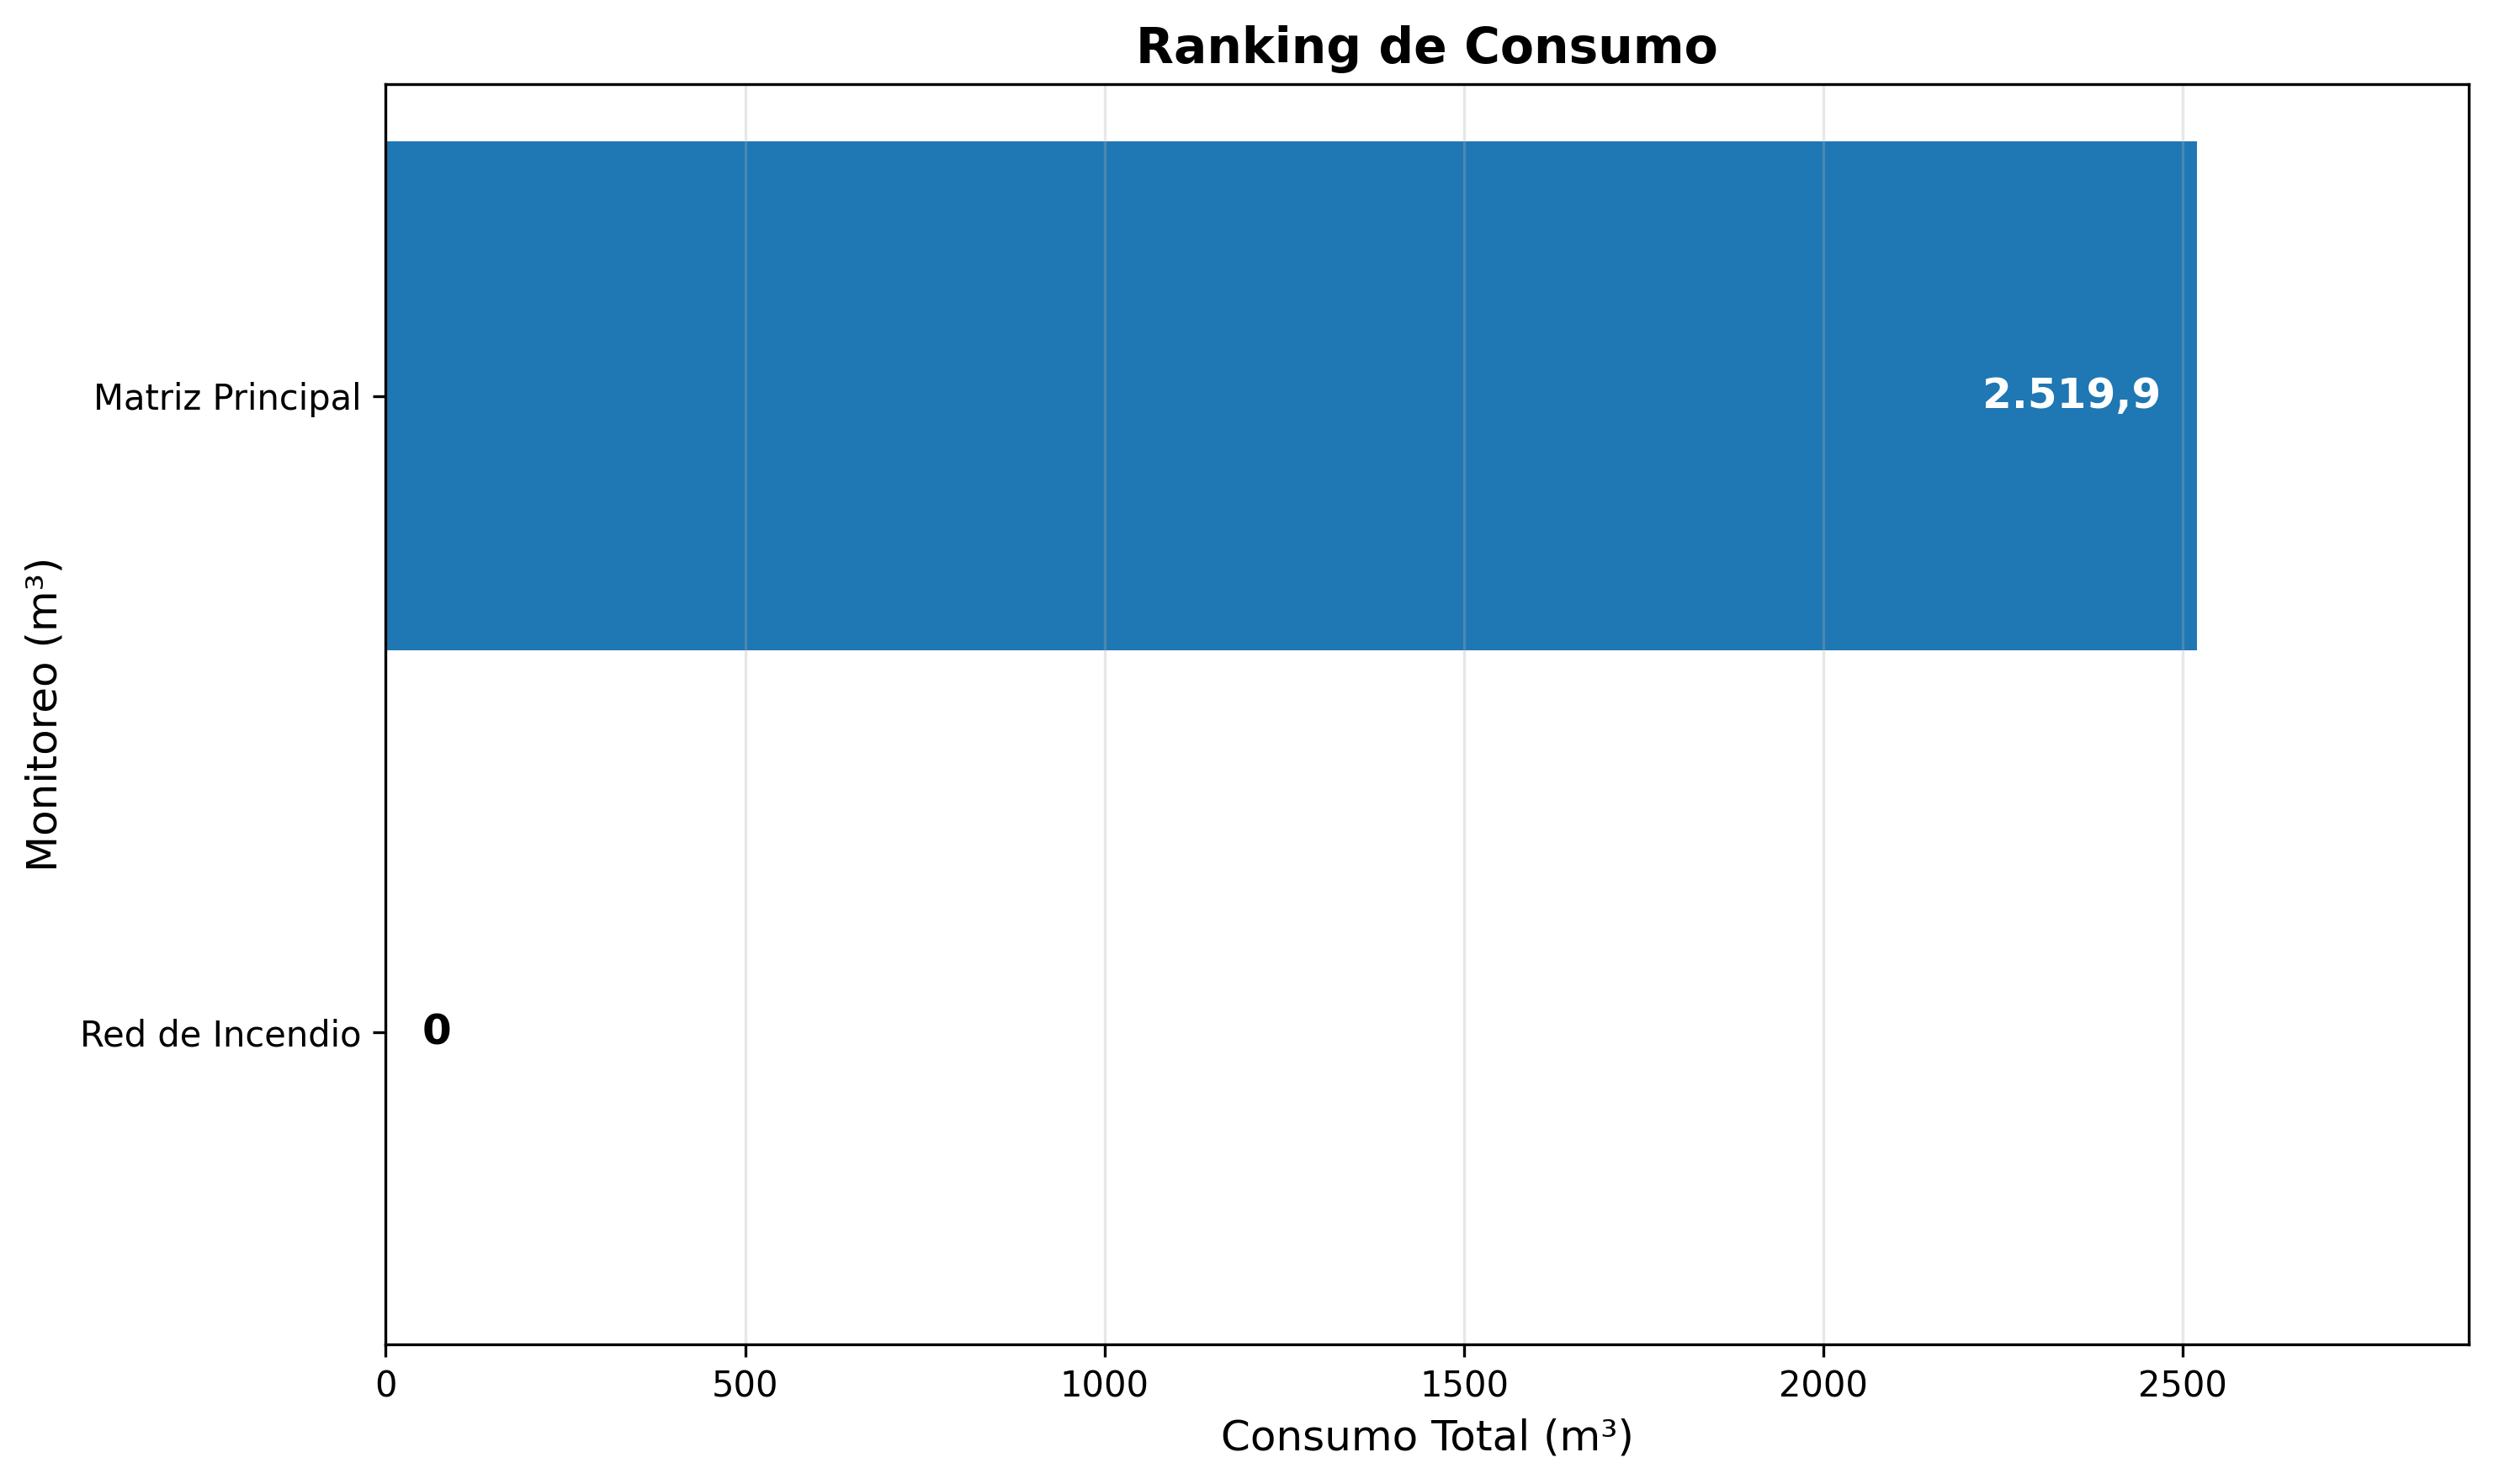 Ranking de Consumo
Monitoreo (m³)
Matriz Principal
2.519,9
Red de Incendio
0
0
500
1000
1500
2000
2500
Consumo Total (m³)